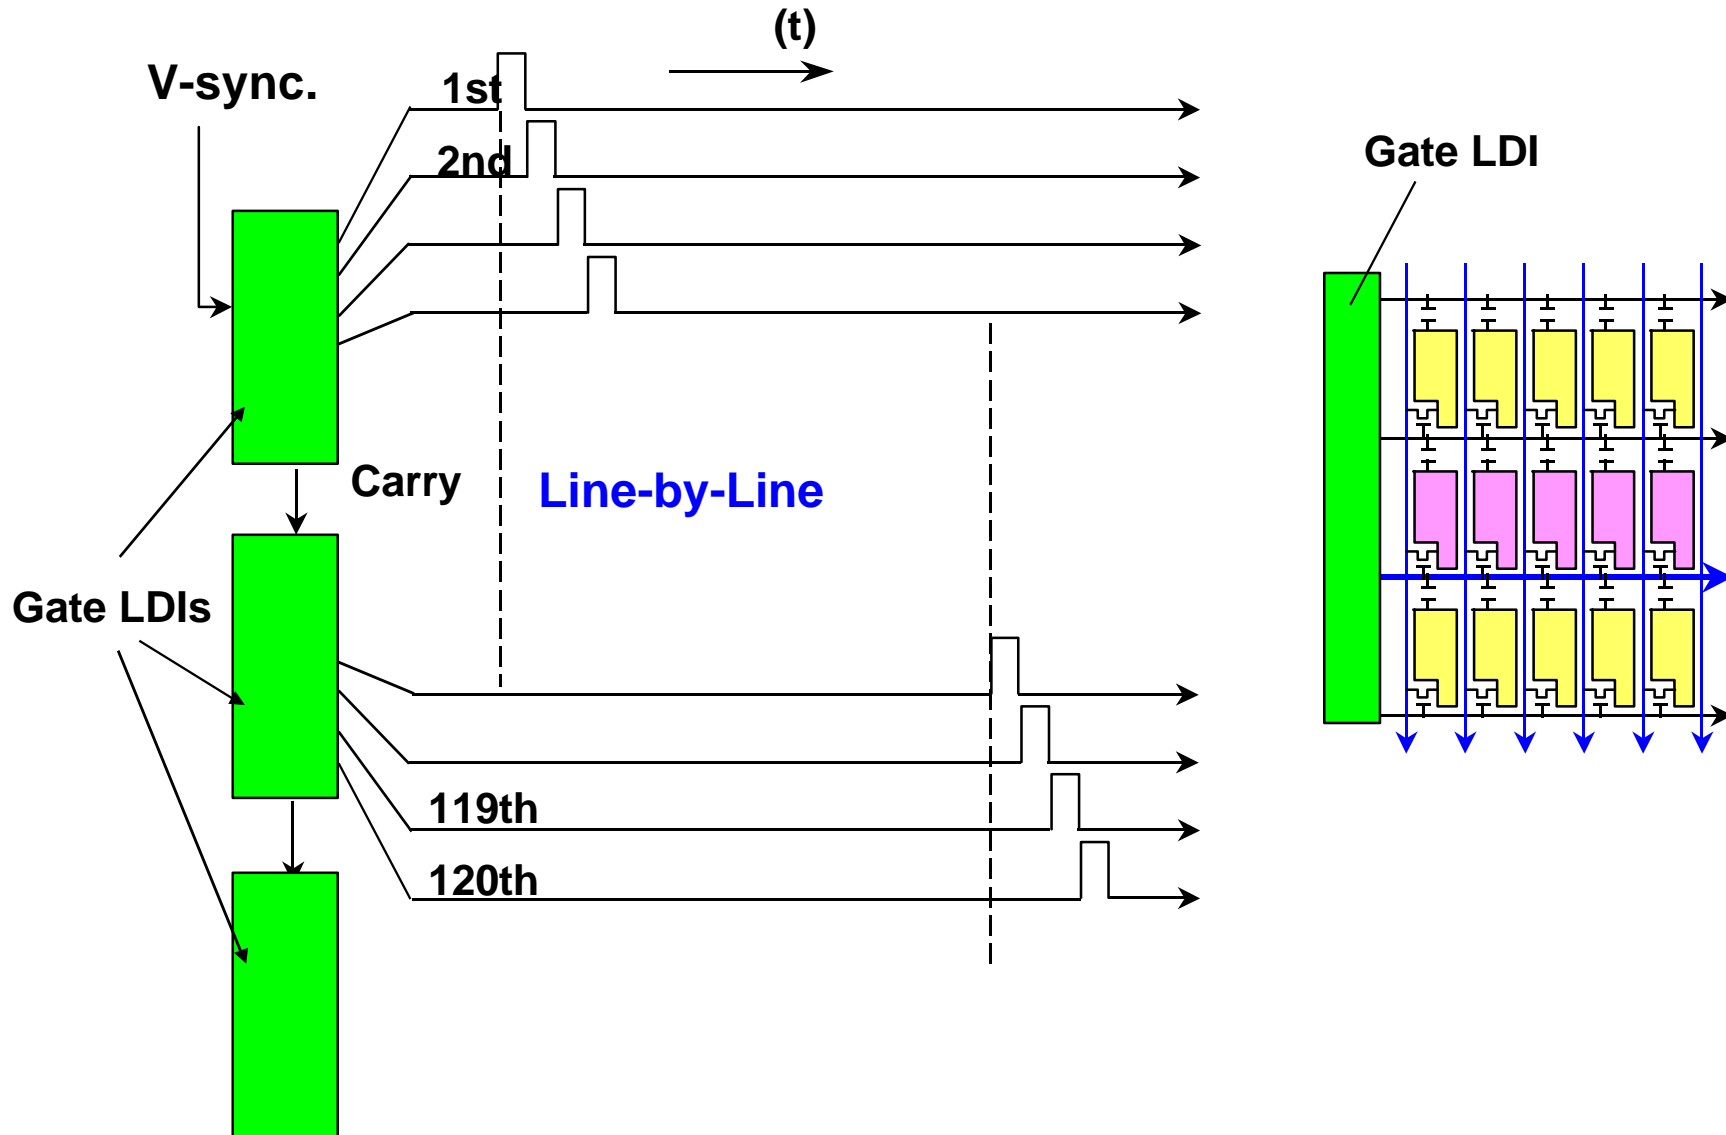 (t)
V-sync.
1st
2nd
Gate LDI
Carry
Line-by-Line
Gate LDIs
119th
120th